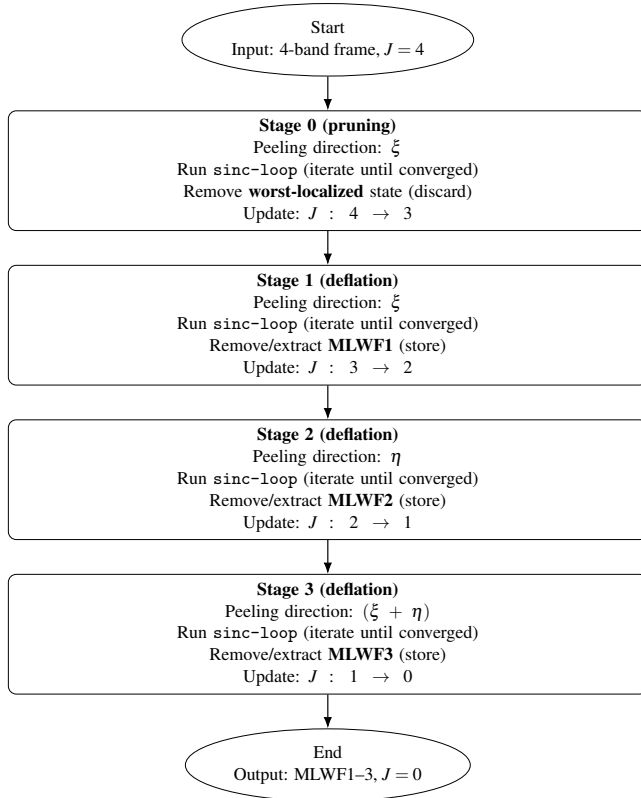 Start
Input: 4-band frame, J = 4
Stage 0 (pruning)
Peeling direction: ξ
Run sinc-loop (iterate until converged)
Remove worst-localized state (discard)
Update: J : 4 → 3
Stage 1 (deflation)
Peeling direction: ξ
Run sinc-loop (iterate until converged)
Remove/extract MLWF1 (store)
Update: J : 3 → 2
Stage 2 (deflation)
Peeling direction: η
Run sinc-loop (iterate until converged)
Remove/extract MLWF2 (store)
Update: J : 2 → 1
Stage 3 (deflation)
Peeling direction: (ξ + η)
Run sinc-loop (iterate until converged)
Remove/extract MLWF3 (store)
Update: J : 1 → 0
End
Output: MLWF1–3, J = 0